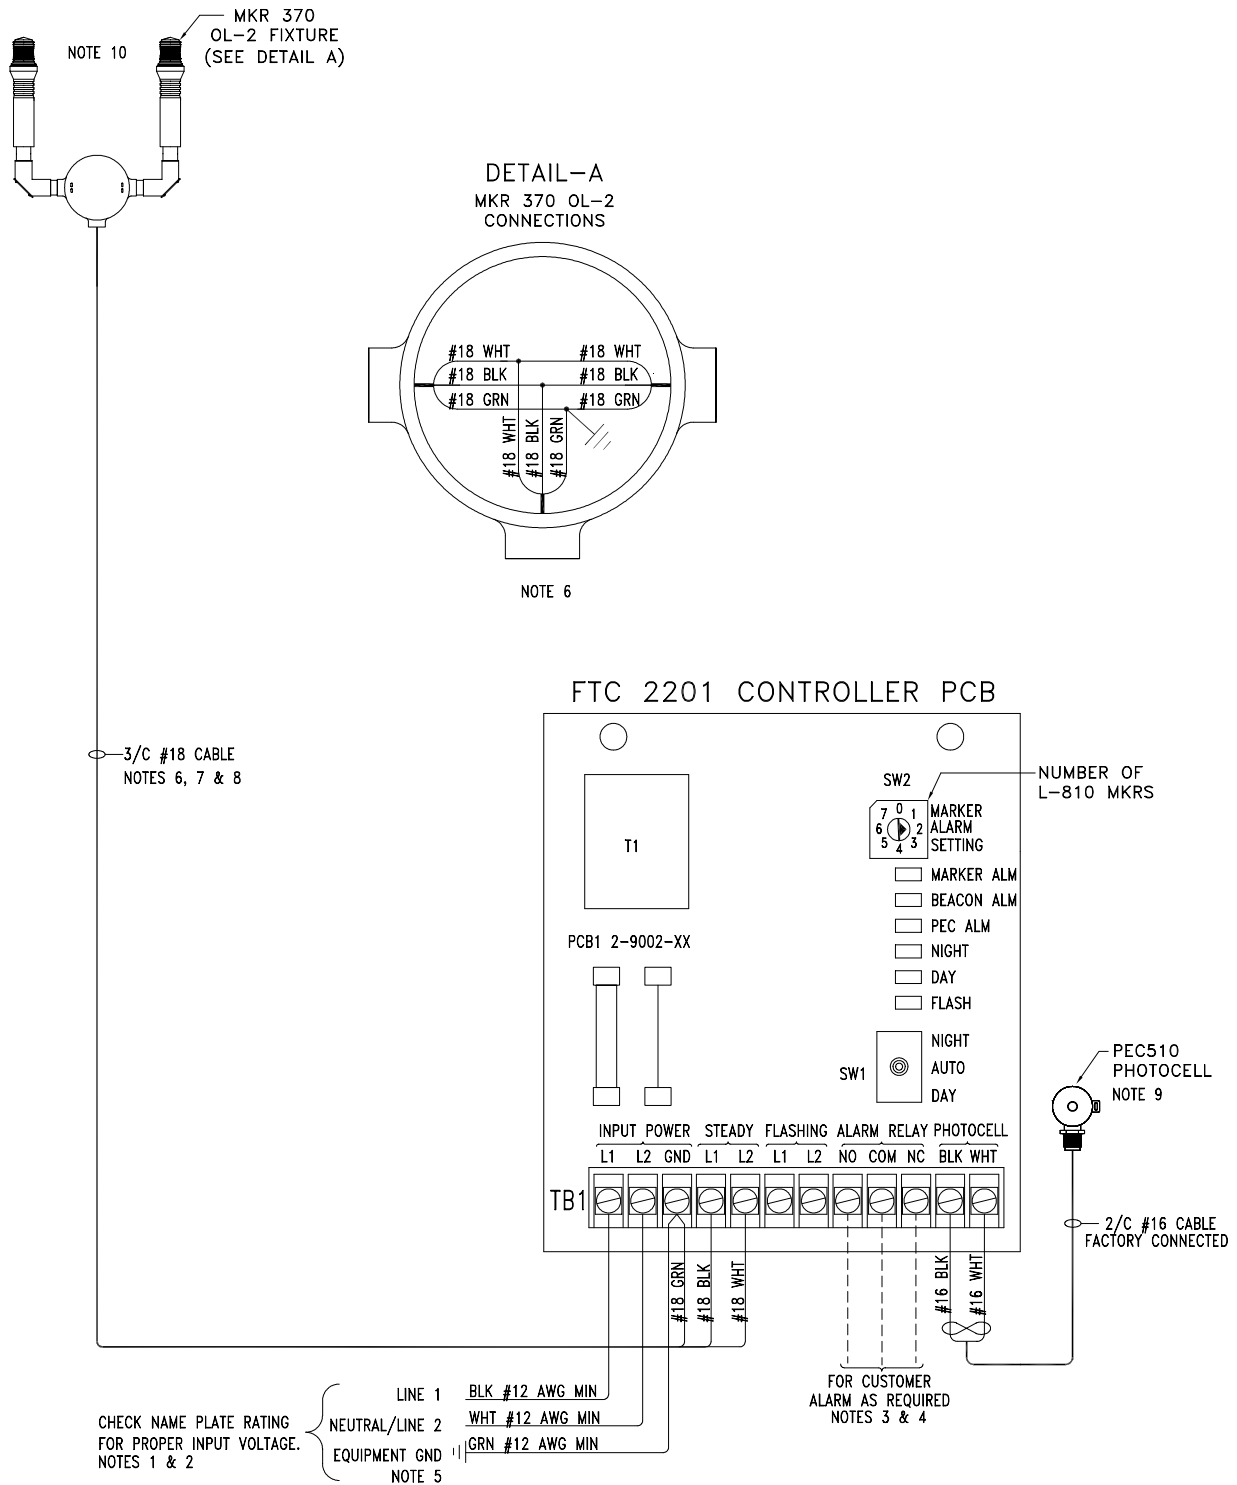 MKR 370
OL-2 FIXTURE
(SEE DETAIL A)
NOTE 10
DETAIL-A
MKR 370 OL-2
CONNECTIONS
#18 WHT
#18 WHT
#18 BLK
#18 BLK
#18 GRN
#18 GRN
#18 WHT
#18 BLK
#18 GRN
NOTE 6
3/C #18 CABLE
NOTES 6, 7 & 8
FTC 2201 CONTROLLER PCB
SW2
NUMBER OF
L-810 MKRS
0
1
2
3
4
5
6
7
MARKER
ALARM
SETTING
T1
MARKER ALM
BEACON ALM
PEC ALM
NIGHT
DAY
FLASH
PCB1 2-9002-XX
SW1
NIGHT
AUTO
DAY
PEC510
PHOTOCELL
NOTE 9
INPUT POWER STEADY FLASHING ALARM RELAY PHOTOCELL
L1 L2 GND L1 L2 L1 L2 NO COM NC BLK WHT
TB1
2/C #16 CABLE
FACTORY CONNECTED
#18 GRN
#18 BLK
#18 WHT
#16 BLK
#16 WHT
FOR CUSTOMER
ALARM AS REQUIRED
NOTES 3 & 4
CHECK NAME PLATE RATING
FOR PROPER INPUT VOLTAGE.
NOTES 1 & 2
LINE 1
BLK #12 AWG MIN
NEUTRAL/LINE 2
WHT #12 AWG MIN
EQUIPMENT GND
GRN #12 AWG MIN
NOTE 5